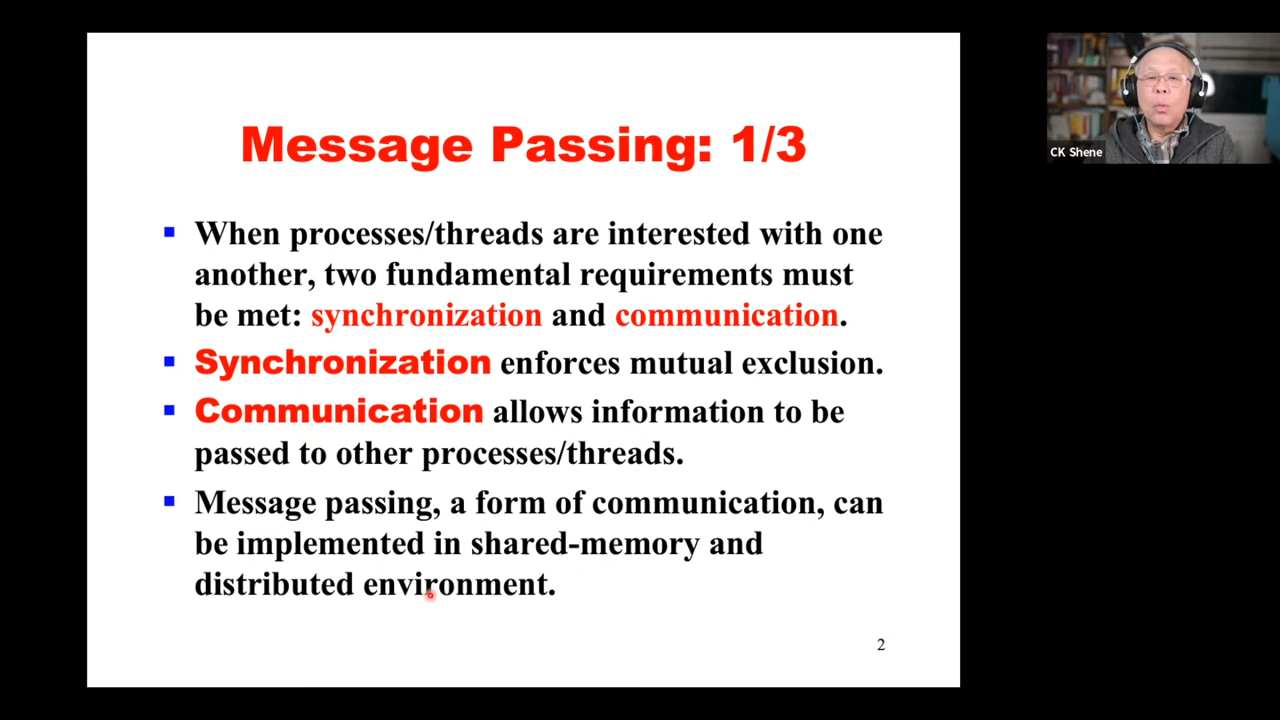 Message Passing: 1/3
When processes/threads are interested with one
another, two fundamental requirements must
be met: synchronization and communication.
Synchronization enforces mutual exclusion.
Communication allows information to be
passed to other processes/threads.
Message passing, a form of communication, can
be implemented in shared-memory and
distributed environment.
2
CK Shene